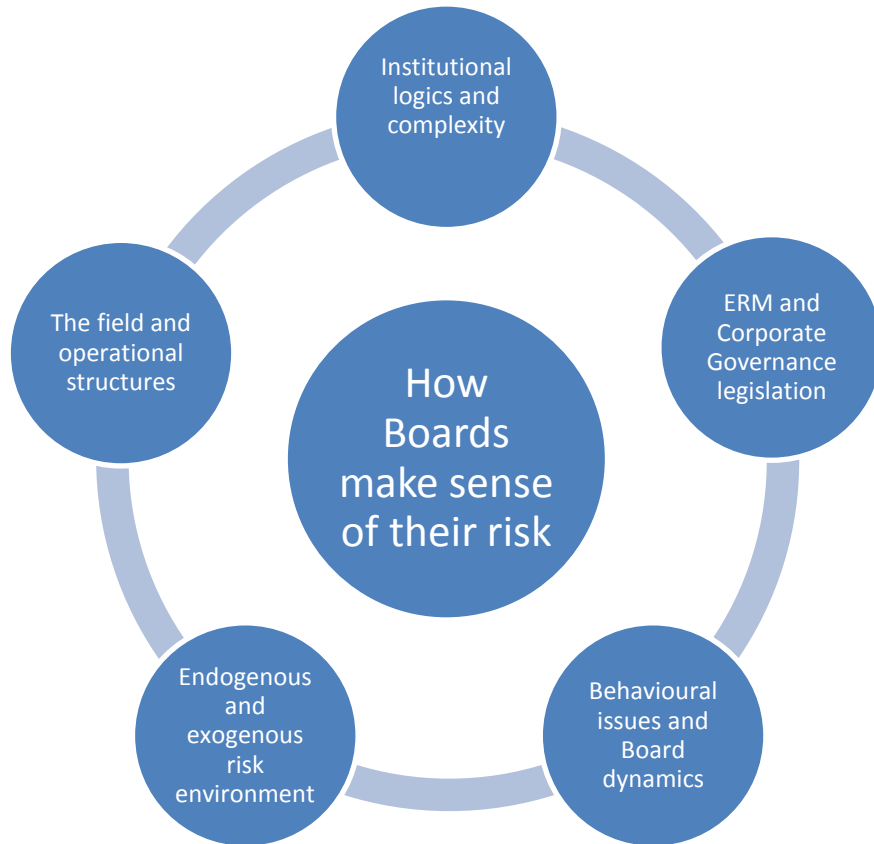 Institutional
logics and
complexity
ERM and
Corporate
Governance
legislation
Behavioural
issues and
Board
dynamics
Endogenous
and
exogenous
risk
environment
The field and
operational
structures
How
Boards
make sense
of their risk